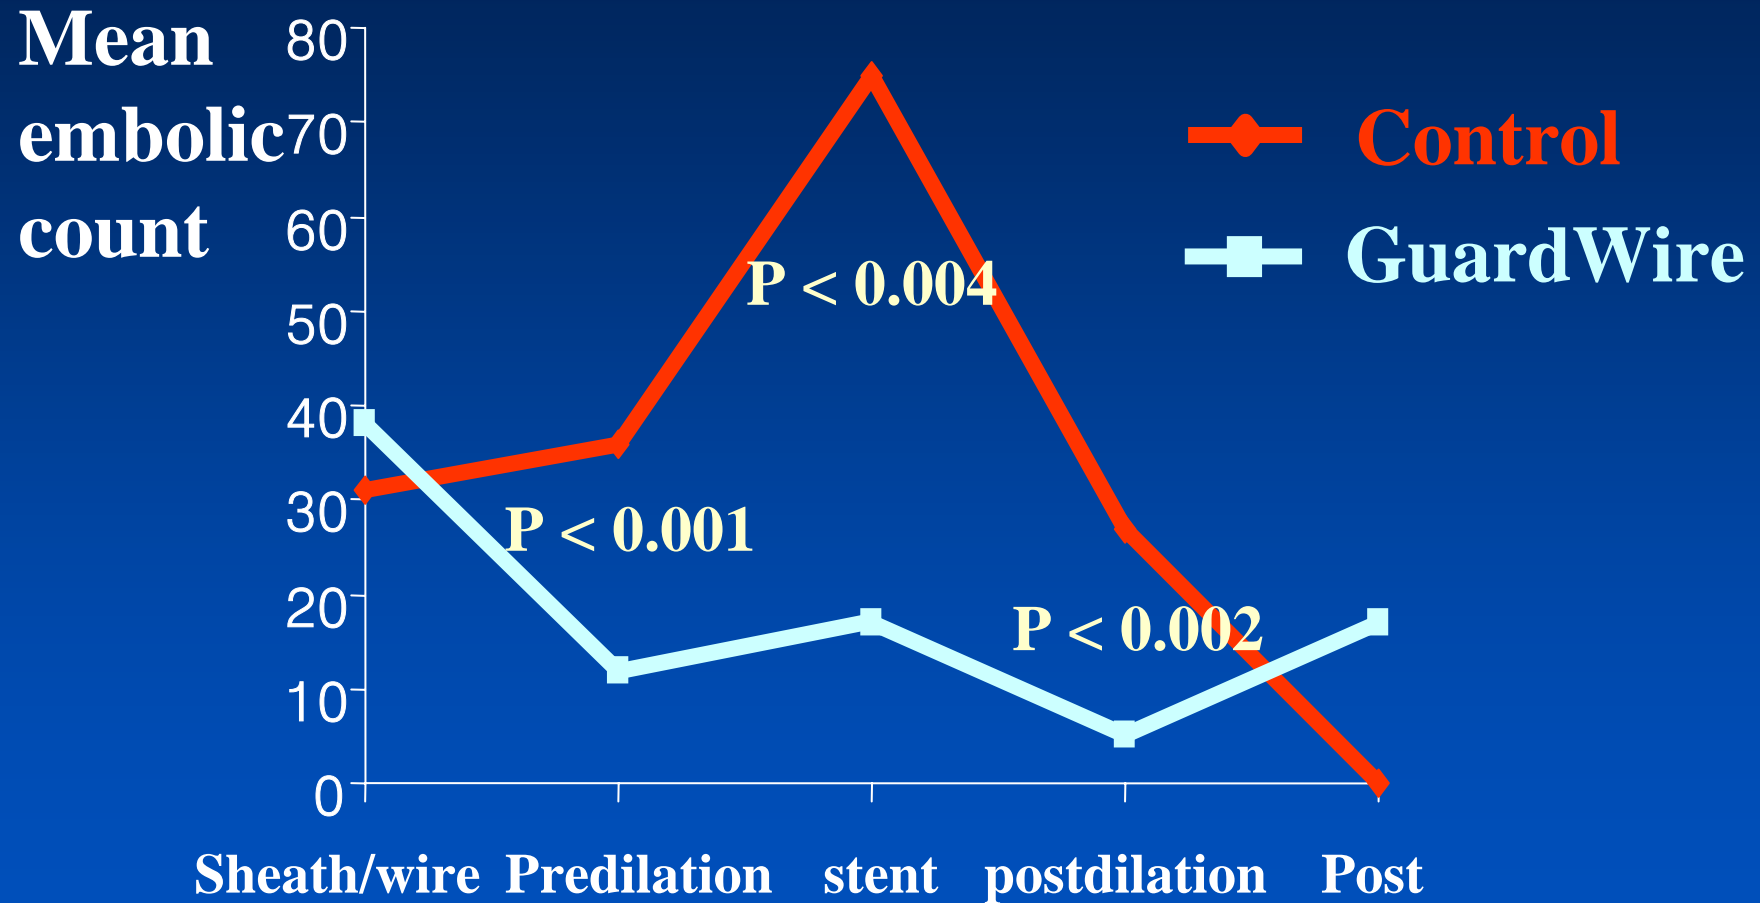 Mean
embolic
count
80
70
60
50
40
30
20
10
0
Control
GuardWire
P < 0.004
P < 0.001
P < 0.002
Sheath/wire Predilation stent postdilation Post